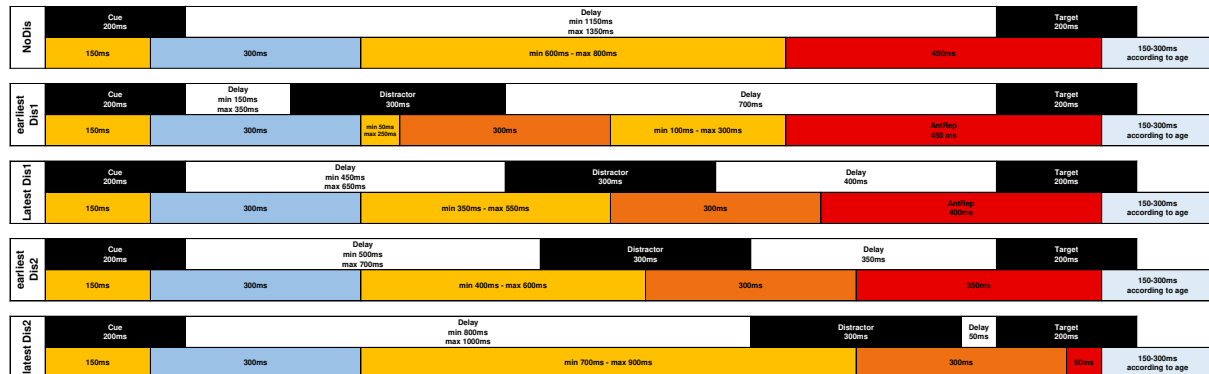 NoDis
Cue
200ms
Delay
min 1150ms
max 1350ms
Target
200ms
150ms
300ms
min 600ms - max 800ms
450ms
150-300ms
according to age
earliest
Dis1
Cue
200ms
Delay
min 150ms
max 350ms
Distractor
300ms
Delay
700ms
Target
200ms
150ms
300ms
min 50ms
max 250ms
300ms
min 100ms - max 300ms
AntRep
450 ms
150-300ms
according to age
Latest Dis1
Cue
200ms
Delay
min 450ms
max 650ms
Distractor
300ms
Delay
400ms
Target
200ms
150ms
300ms
min 350ms - max 550ms
300ms
AntRep
400ms
150-300ms
according to age
earliest
Dis2
Cue
200ms
Delay
min 500ms
max 700ms
Distractor
300ms
Delay
350ms
Target
200ms
150ms
300ms
min 400ms - max 600ms
300ms
350ms
150-300ms
according to age
latest Dis2
Cue
200ms
Delay
min 800ms
max 1000ms
Distractor
300ms
Delay
50ms
Target
200ms
150ms
300ms
min 700ms - max 900ms
300ms
50ms
150-300ms
according to age